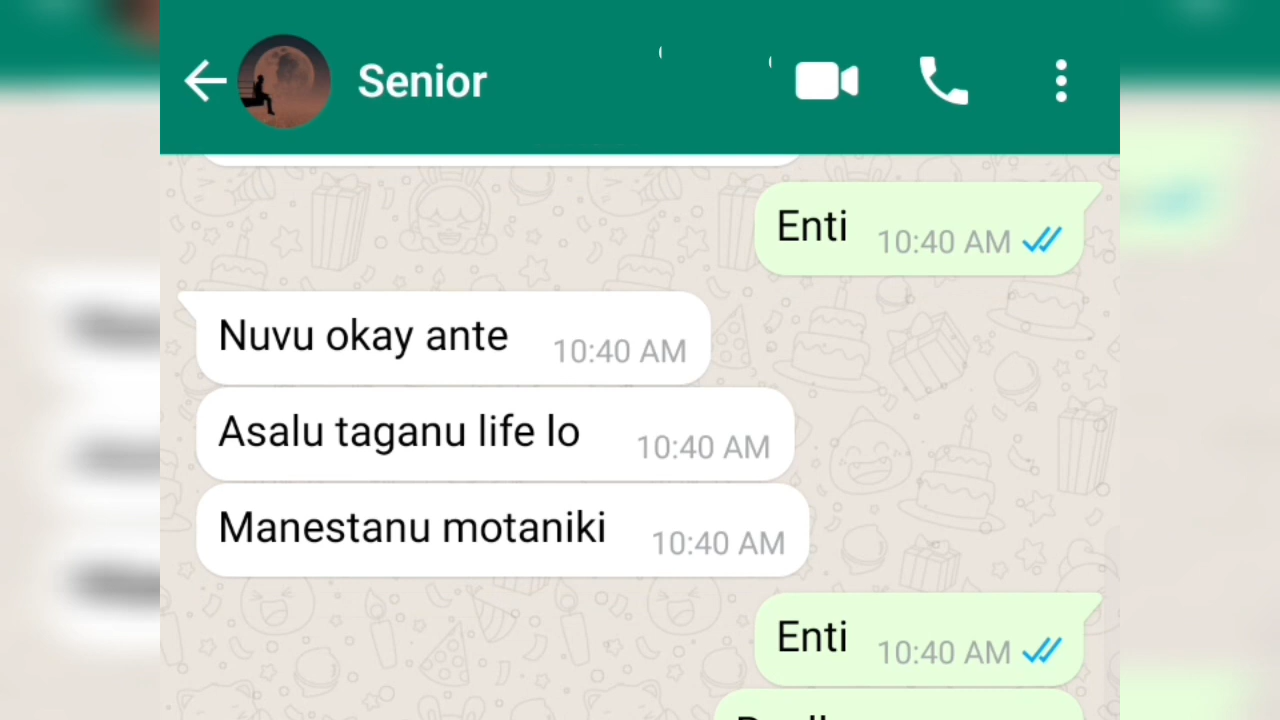 Senior
Enti 10:40 AM
Nuvu okay ante 10:40 AM
Asalu taganu life lo 10:40 AM
Manestanu motaniki 10:40 AM
Enti 10:40 AM